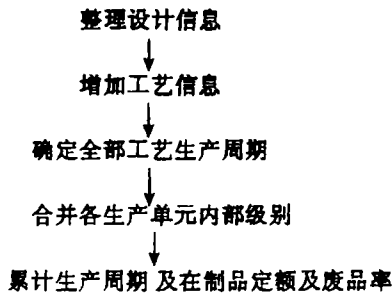 整理设计信息
增加工艺信息
确定全部工艺生产周期
合并各生产单元内部级别
累计生产周期 及在制品定额及废品率